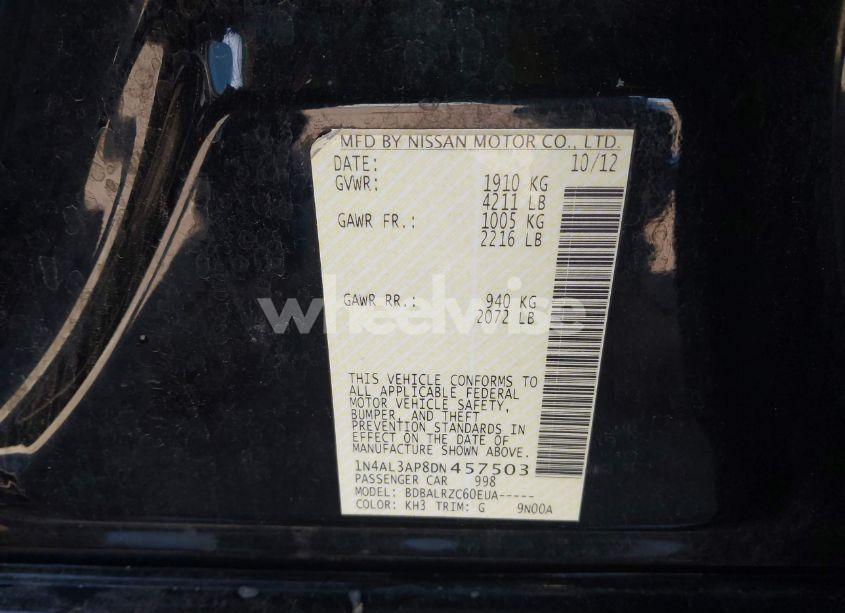 MFD BY NISSAN MOTOR CO., LTD.
DATE: 10/12
GVWR: 1910 KG
4211 LB
GAWR FR.: 1005 KG
2216 LB
GAWR RR.: 940 KG
2072 LB
wheelwise
THIS VEHICLE CONFORMS TO
ALL APPLICABLE FEDERAL
MOTOR VEHICLE SAFETY,
BUMPER, AND THEFT
PREVENTION STANDARDS IN
EFFECT ON THE DATE OF
MANUFACTURE SHOWN ABOVE.
1N4AL3AP8DN457503
PASSENGER CAR 998
MODEL: BDBALRZC60EUA-----
COLOR: KH3 TRIM: G 9N00A